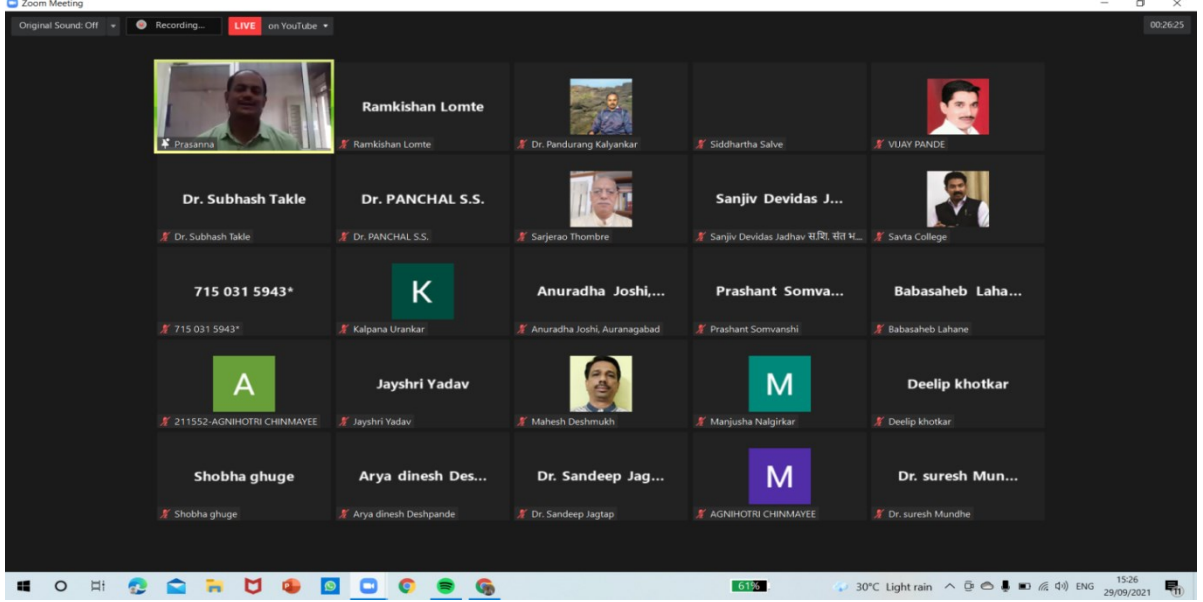 Zoom Meeting
Original Sound: Off
Recording...
LIVE on YouTube
00:26:25
Prasanna
Ramkishan Lomte
Ramkishan Lomte
Dr. Pandurang Kalyankar
Siddhartha Salve
VIJAY PANDE
Dr. Subhash Takle
Dr. Subhash Takle
Dr. PANCHAL S.S.
Dr. PANCHAL S.S.
Sarjerao Thombre
Sanjiv Devidas J...
Sanjiv Devidas Jadhav स.शि. संत भ...
Savta College
715 031 5943*
715 031 5943*
K
Kalpana Urankar
Anuradha Joshi,...
Anuradha Joshi, Auranagabad
Prashant Somva...
Prashant Somvanshi
Babasaheb Laha...
Babasaheb Lahane
A
211552-AGNIHOTRI CHINMAYEE
Jayshri Yadav
Jayshri Yadav
Mahesh Deshmukh
M
Manjusha Nalgirkar
Deelip khotkar
Deelip khotkar
Shobha ghuge
Shobha ghuge
Arya dinesh Des...
Arya dinesh Deshpande
Dr. Sandeep Jag...
Dr. Sandeep Jagtap
M
AGNIHOTRI CHINMAYEE
Dr. suresh Mun...
Dr. suresh Mundhe
61%
30°C Light rain
ENG
15:26
29/09/2021